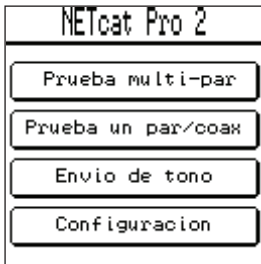 NETcat Pro 2
Prueba multi-par
Prueba un par/coax
Envio de tono
Configuracion